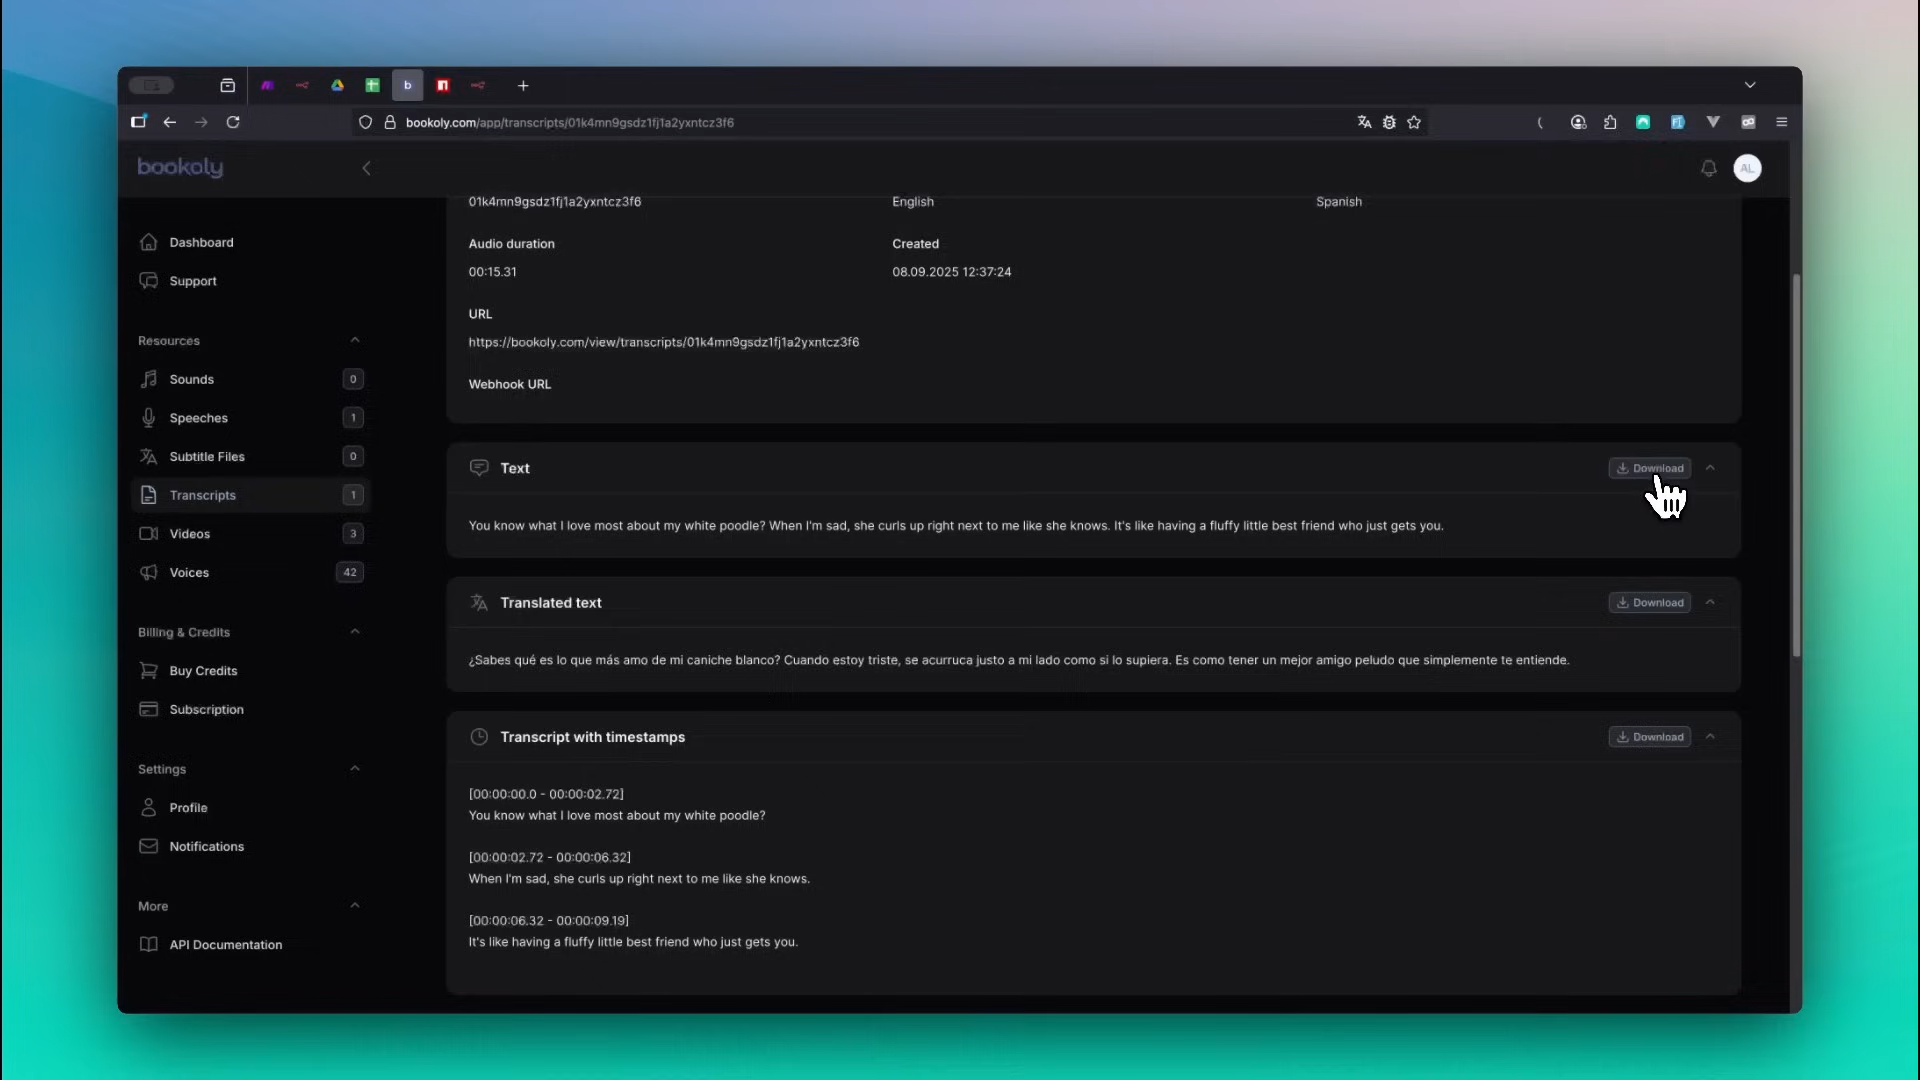 b
bookoly.com/app/transcripts/01k4mn9gsdz1fj1a2yxntcz3f6
bookoly
AL
Dashboard
Support
Resources
Sounds 0
Speeches 1
Subtitle Files 0
Transcripts 1
Videos 3
Voices 42
Billing & Credits
Buy Credits
Subscription
Settings
Profile
Notifications
More
API Documentation
01k4mn9gsdz1fj1a2yxntcz3f6
English
Spanish
Audio duration
00:15.31
Created
08.09.2025 12:37:24
URL
https://bookoly.com/view/transcripts/01k4mn9gsdz1fj1a2yxntcz3f6
Webhook URL
Text
Download
You know what I love most about my white poodle? When I'm sad, she curls up right next to me like she knows. It's like having a fluffy little best friend who just gets you.
Translated text
Download
¿Sabes qué es lo que más amo de mi caniche blanco? Cuando estoy triste, se acurruca justo a mi lado como si lo supiera. Es como tener un mejor amigo peludo que simplemente te entiende.
Transcript with timestamps
Download
[00:00:00.0 - 00:00:02.72]
You know what I love most about my white poodle?
[00:00:02.72 - 00:00:06.32]
When I'm sad, she curls up right next to me like she knows.
[00:00:06.32 - 00:00:09.19]
It's like having a fluffy little best friend who just gets you.